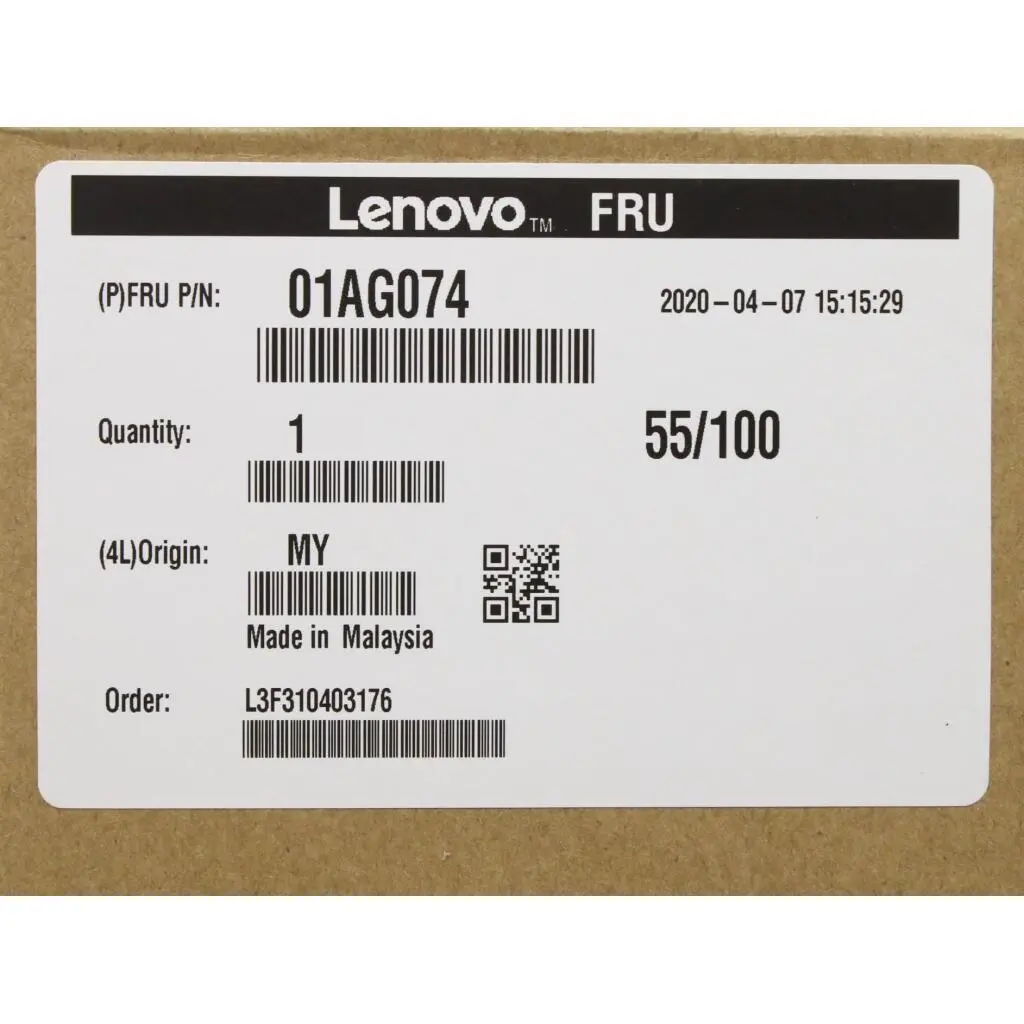 Lenovo™ FRU
(P)FRU P/N: 01AG074 2020-04-07 15:15:29
Quantity: 1 55/100
(4L)Origin: MY
Made in Malaysia
Order: L3F310403176